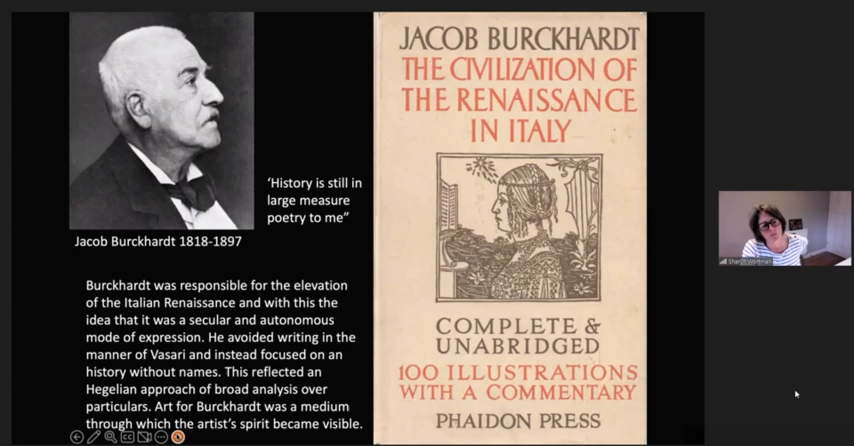 'History is still in
large measure
poetry to me"
Jacob Burckhardt 1818-1897
Burckhardt was responsible for the elevation
of the Italian Renaissance and with this the
idea that it was a secular and autonomous
mode of expression. He avoided writing in the
manner of Vasari and instead focused on an
history without names. This reflected an
Hegelian approach of broad analysis over
particulars. Art for Burckhardt was a medium
through which the artist's spirit became visible.
JACOB BURCKHARDT
THE CIVILIZATION OF
THE RENAISSANCE
IN ITALY
COMPLETE &
UNABRIDGED
100 ILLUSTRATIONS
WITH A COMMENTARY
PHAIDON PRESS
CC